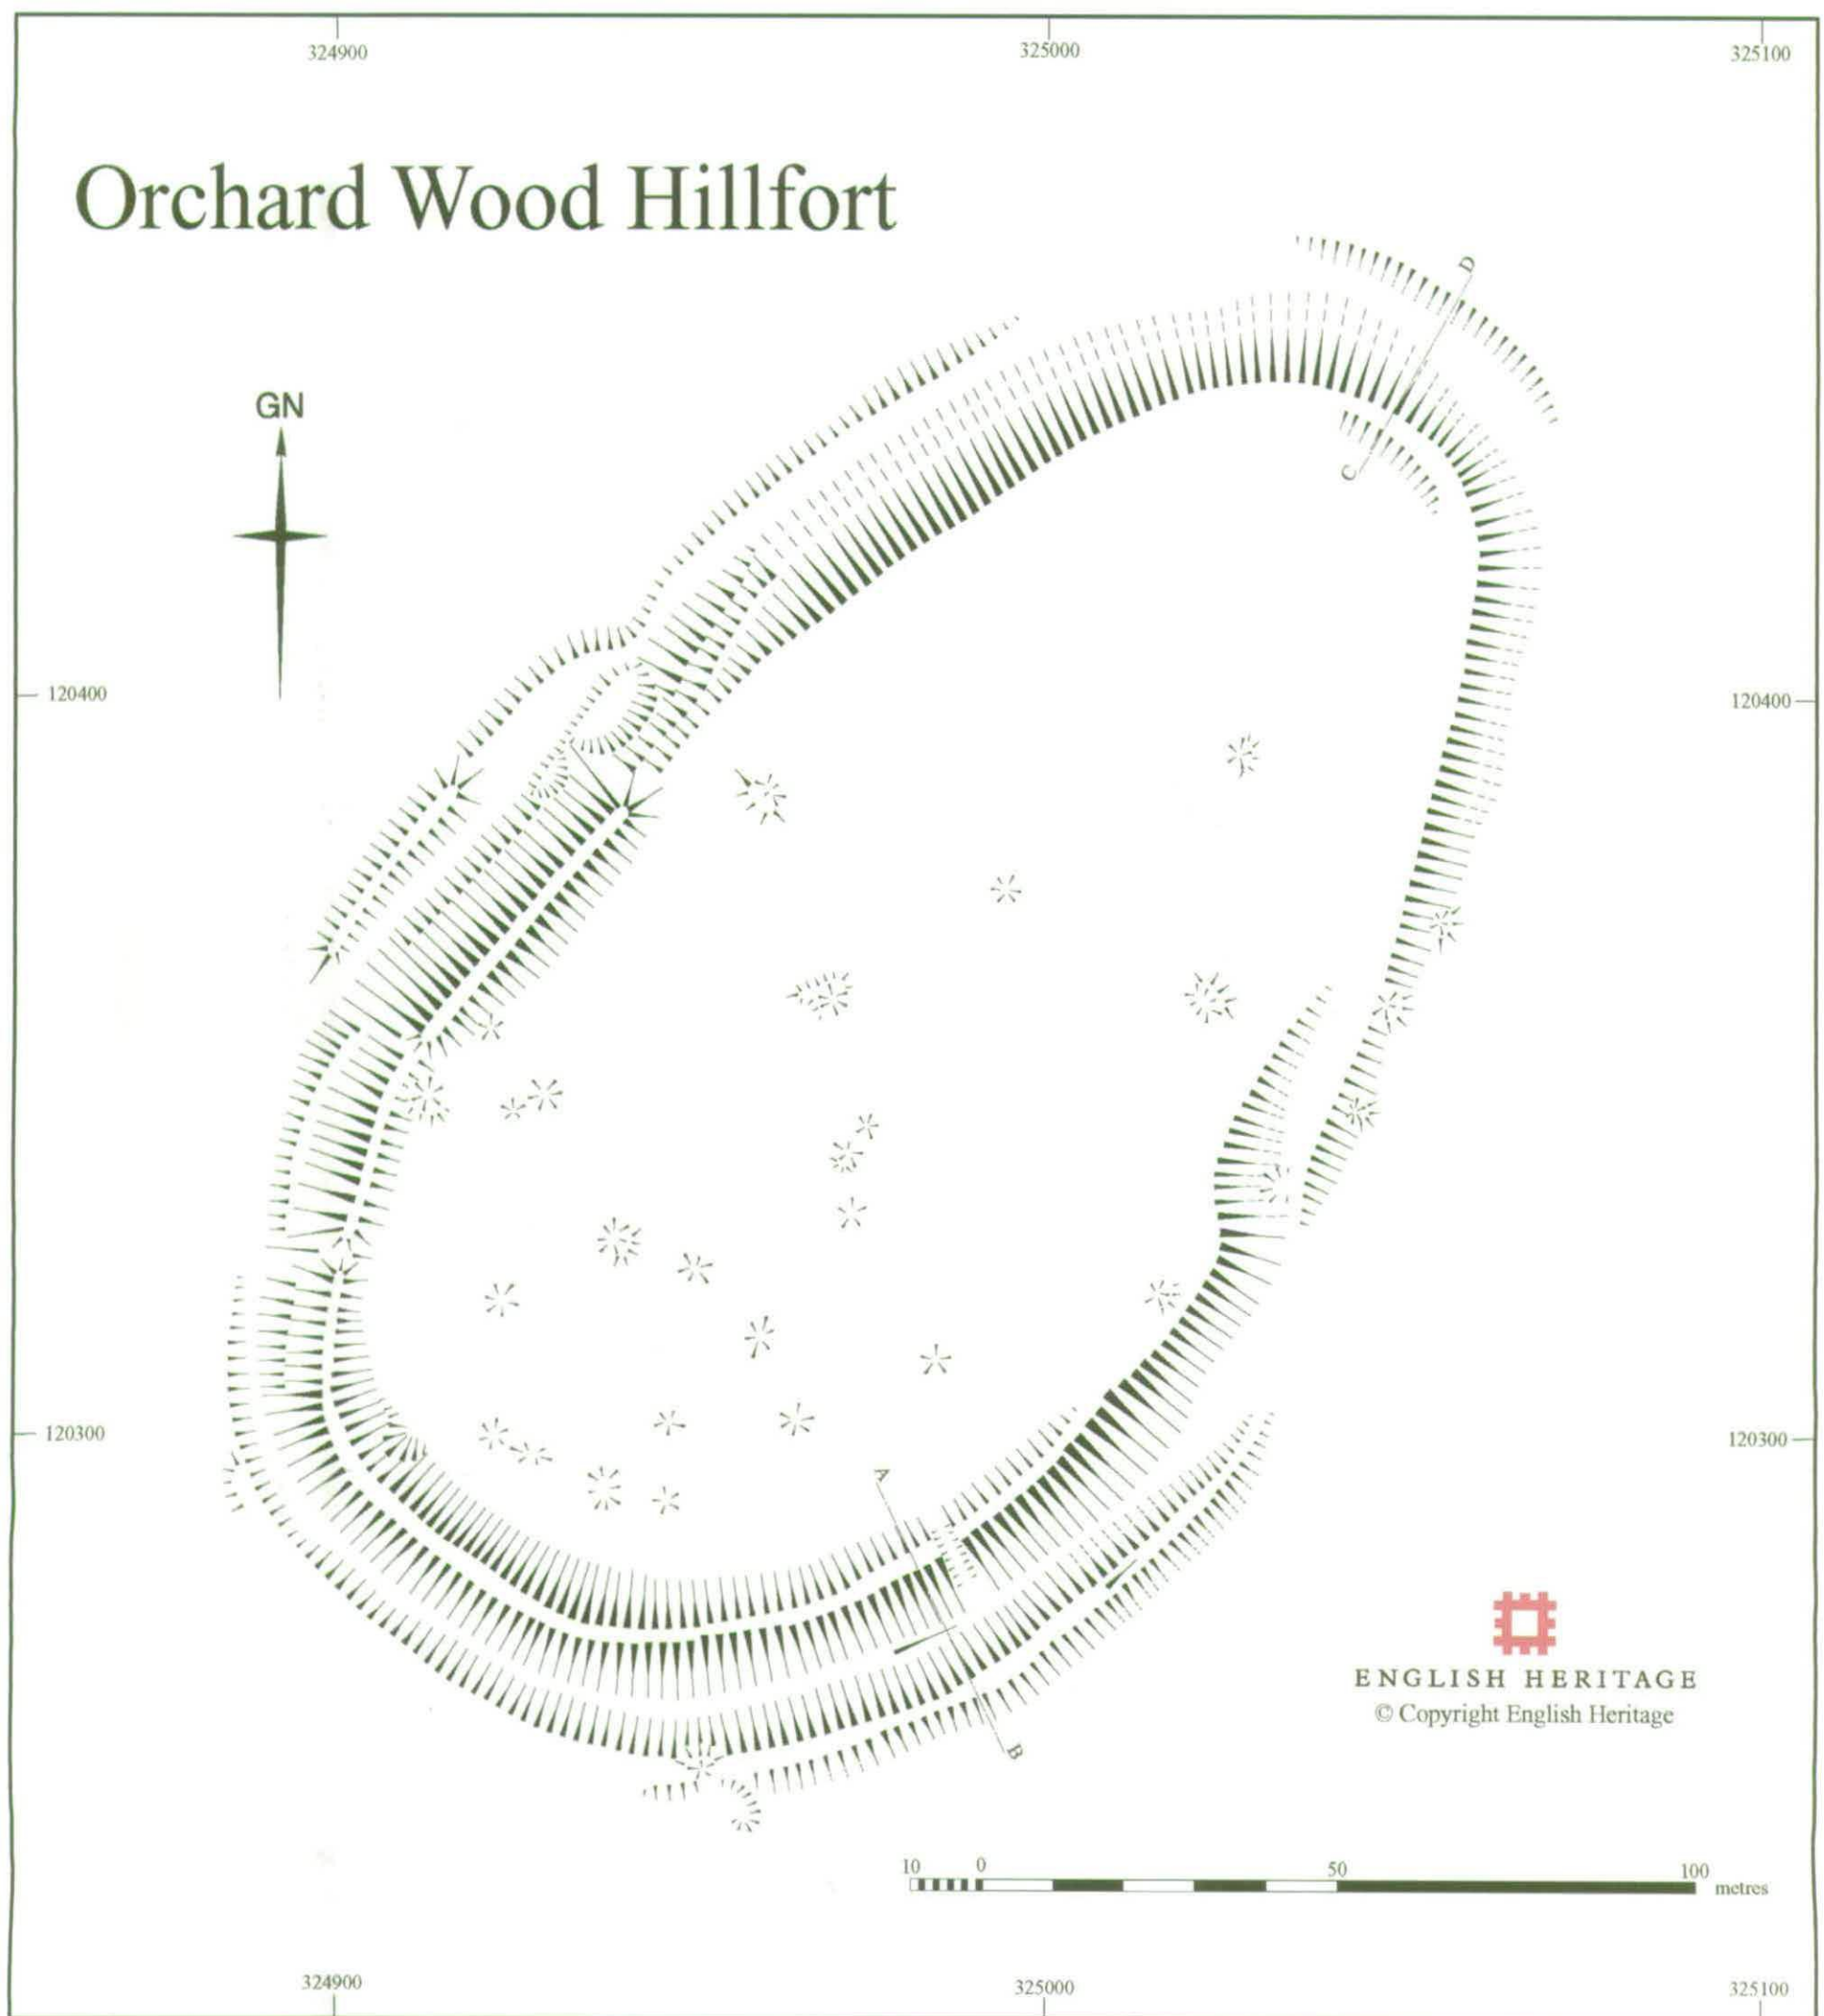 324900
325000
325100
Orchard Wood Hillfort
D
GN
C
120400
120400
120300
120300
A
B
ENGLISH HERITAGE
© Copyright English Heritage
10 0 50 100
metres
324900
325000
325100